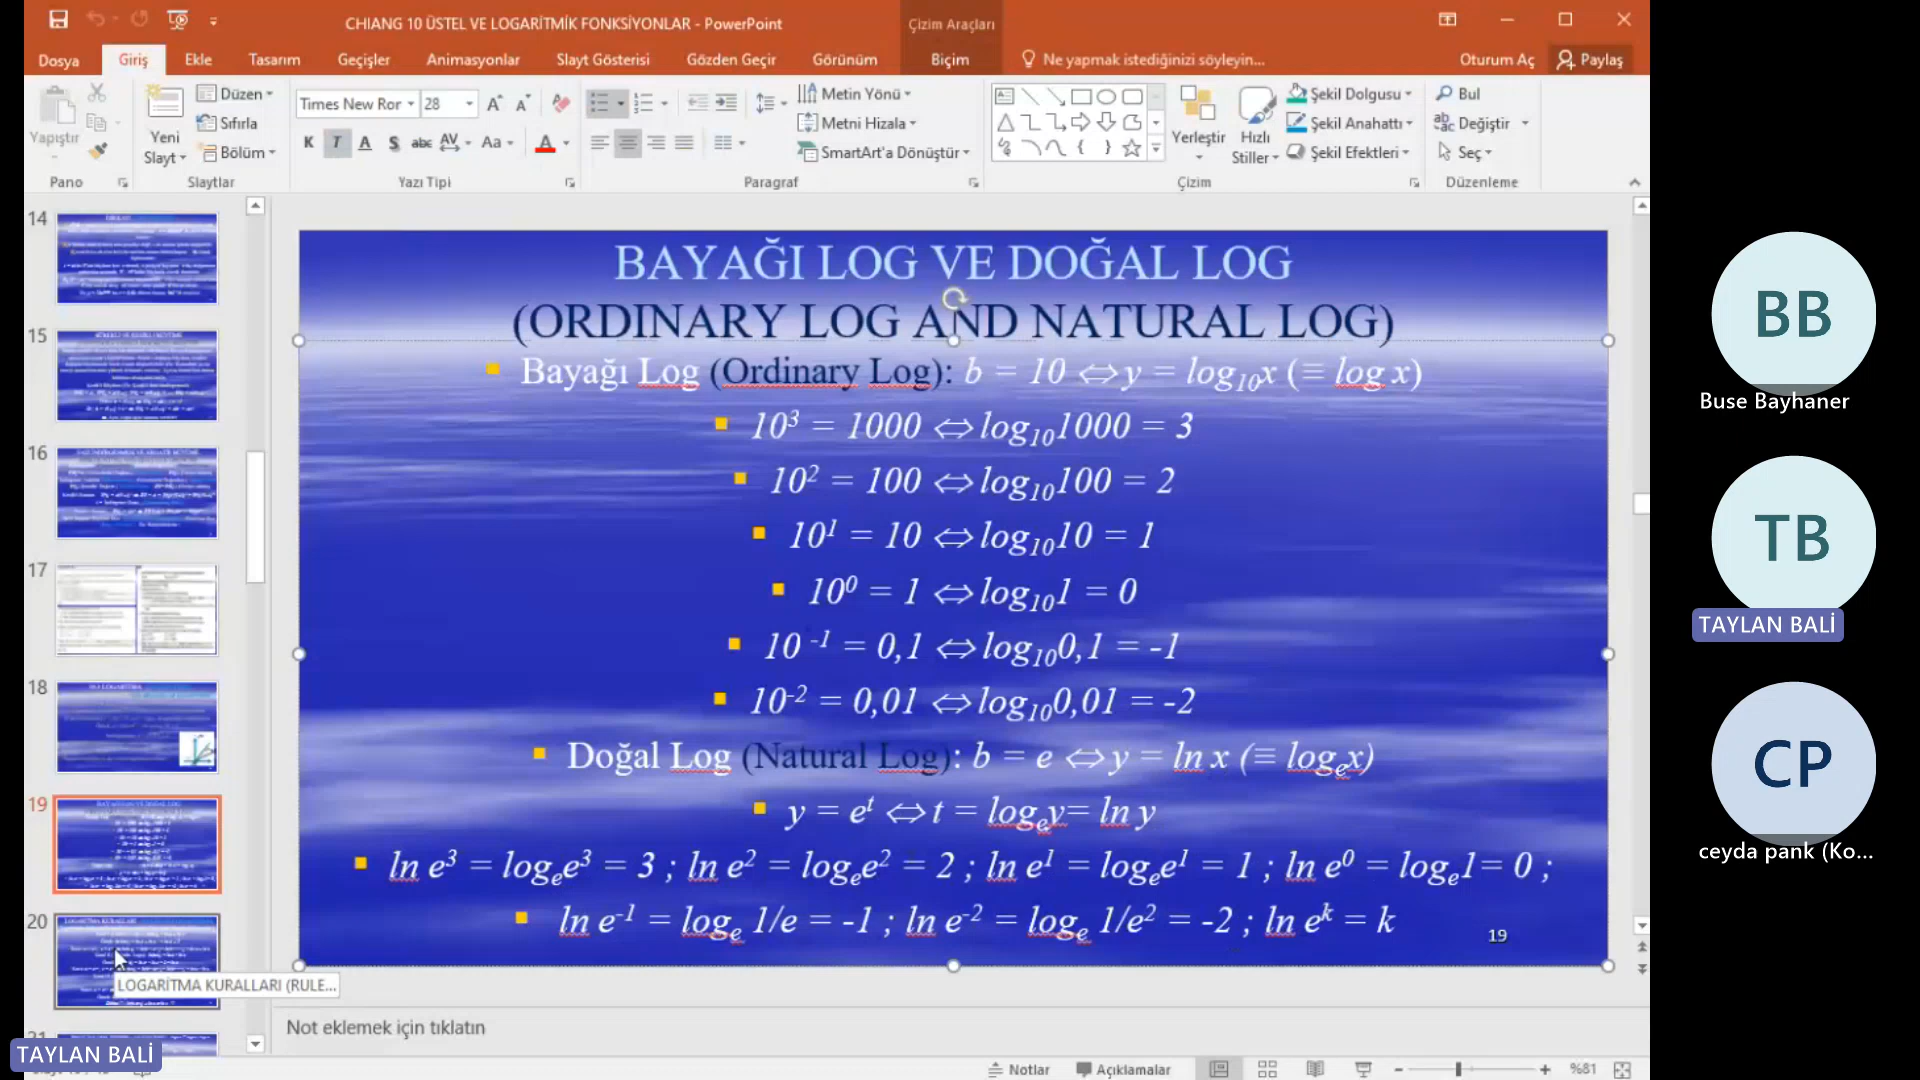 CHIANG 10 ÜSTEL VE LOGARİTMİK FONKSİYONLAR - PowerPoint
Çizim Araçları
Dosya Giriş Ekle Tasarım Geçişler Animasyonlar Slayt Gösterisi Gözden Geçir Görünüm Biçim Ne yapmak istediğinizi söyleyin... Oturum Aç Paylaş
Yapıştır
Yeni Slayt
Düzen
Sıfırla
Bölüm
Times New Ror 28
K T A S abc AV Aa A
Metin Yönü
Metni Hizala
SmartArt'a Dönüştür
Yerleştir
Hızlı Stiller
Şekil Dolgusu
Şekil Anahattı
Şekil Efektleri
Bul
Değiştir
Seç
Pano Slaytlar Yazı Tipi Paragraf Çizim Düzenleme
14
15
16
17
18
19
20
LOGARİTMA KURALLARI (RULE...
BAYAĞI LOG VE DOĞAL LOG
(ORDINARY LOG AND NATURAL LOG)
Bayağı Log (Ordinary Log): b = 10 ⇔ y = log₁₀x (≡ log x)
10³ = 1000 ⇔ log₁₀1000 = 3
10² = 100 ⇔ log₁₀100 = 2
10¹ = 10 ⇔ log₁₀10 = 1
10⁰ = 1 ⇔ log₁₀1 = 0
10 ⁻¹ = 0,1 ⇔ log₁₀0,1 = -1
10⁻² = 0,01 ⇔ log₁₀0,01 = -2
Doğal Log (Natural Log): b = e ⇔ y = ln x (≡ logₑx)
y = eᵗ ⇔ t = logₑy= ln y
ln e³ = logₑe³ = 3 ; ln e² = logₑe² = 2 ; ln e¹ = logₑe¹ = 1 ; ln e⁰ = logₑ1= 0 ;
ln e⁻¹ = logₑ 1/e = -1 ; ln e⁻² = logₑ 1/e² = -2 ; ln eᵏ = k
19
Not eklemek için tıklatın
Notlar Açıklamalar %81
TAYLAN BALİ
BB
Buse Bayhaner
TB
TAYLAN BALİ
CP
ceyda pank (Ko...